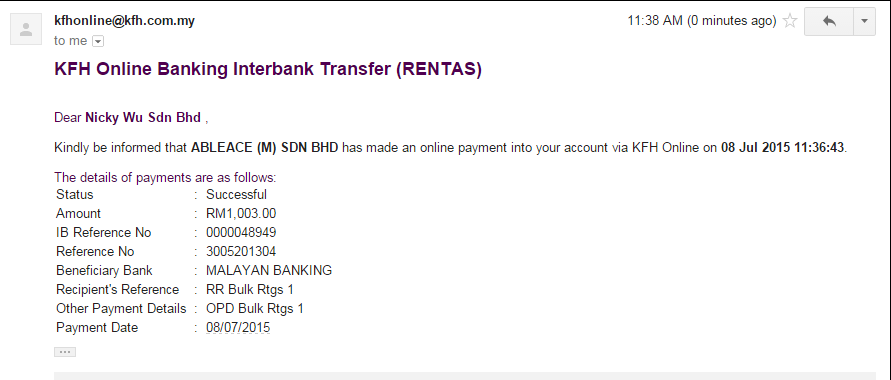 kfhonline@kfh.com.my 11:38 AM (0 minutes ago)
to me
KFH Online Banking Interbank Transfer (RENTAS)
Dear Nicky Wu Sdn Bhd ,
Kindly be informed that ABLEACE (M) SDN BHD has made an online payment into your account via KFH Online on 08 Jul 2015 11:36:43.
The details of payments are as follows:
Status : Successful
Amount : RM1,003.00
IB Reference No : 0000048949
Reference No : 3005201304
Beneficiary Bank : MALAYAN BANKING
Recipient's Reference : RR Bulk Rtgs 1
Other Payment Details : OPD Bulk Rtgs 1
Payment Date : 08/07/2015